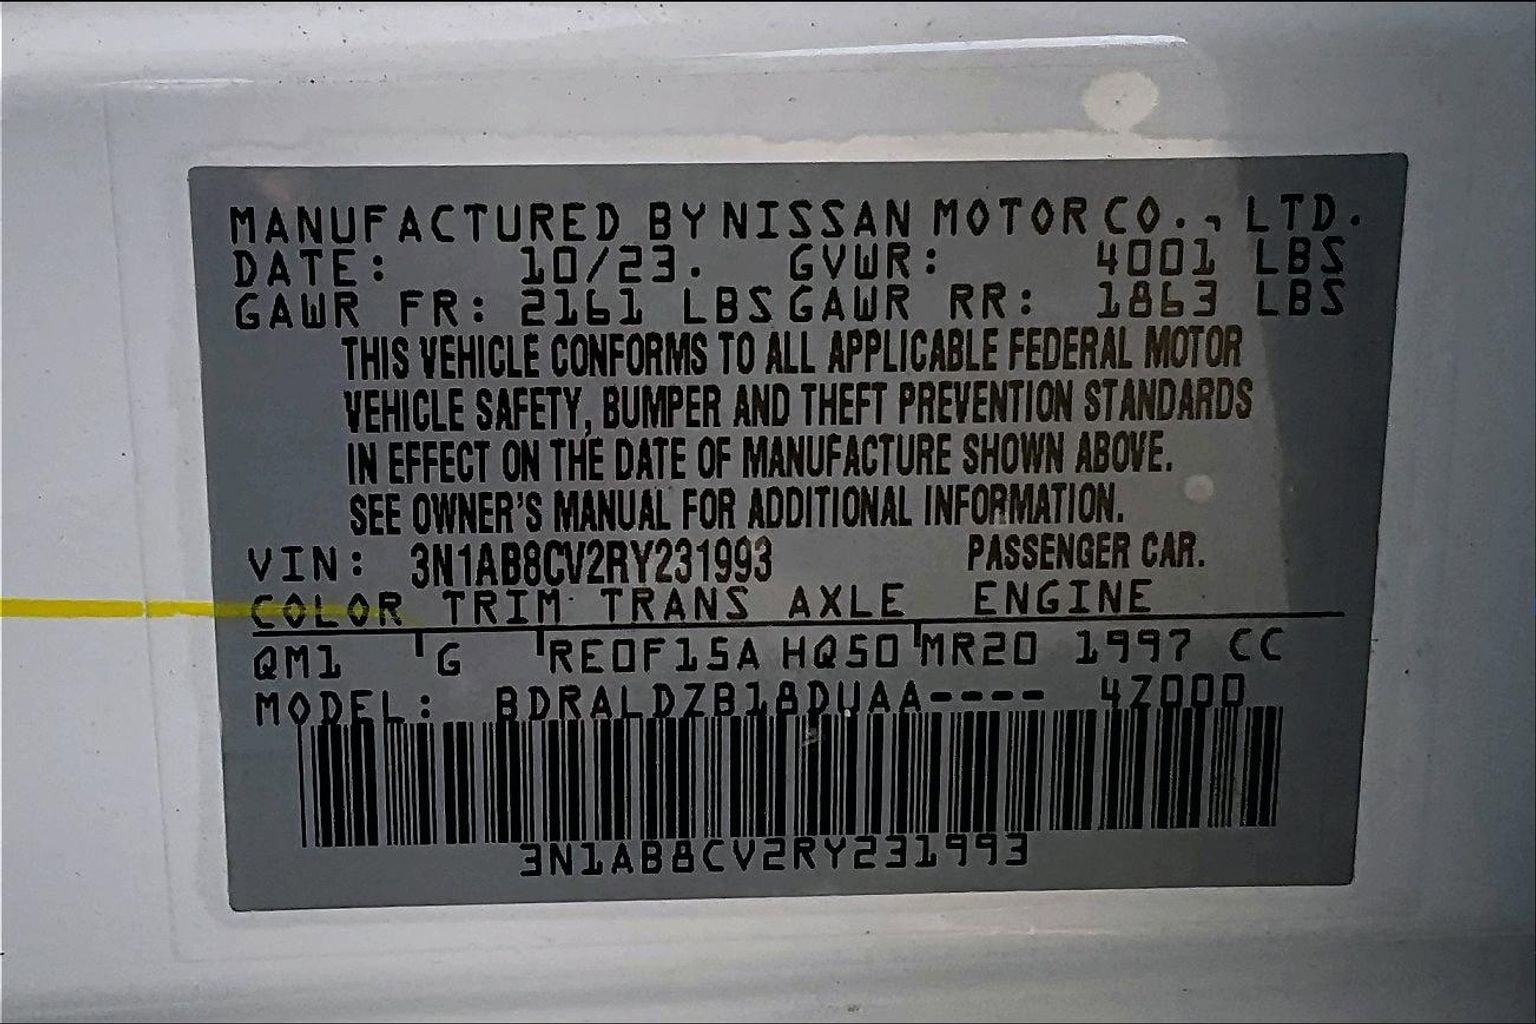 MANUFACTURED BY NISSAN MOTOR CO., LTD.
DATE: 10/23. GVWR: 4001 LBS
GAWR FR: 2161 LBS GAWR RR: 1863 LBS
THIS VEHICLE CONFORMS TO ALL APPLICABLE FEDERAL MOTOR
VEHICLE SAFETY, BUMPER AND THEFT PREVENTION STANDARDS
IN EFFECT ON THE DATE OF MANUFACTURE SHOWN ABOVE.
SEE OWNER'S MANUAL FOR ADDITIONAL INFORMATION.
VIN: 3N1AB8CV2RY231993 PASSENGER CAR.
COLOR TRIM TRANS AXLE ENGINE
QM1 G RE0F15A HQ50 MR20 1997 CC
MODEL: BDRALDZB18DUAA---- 4Z000
3N1AB8CV2RY231993